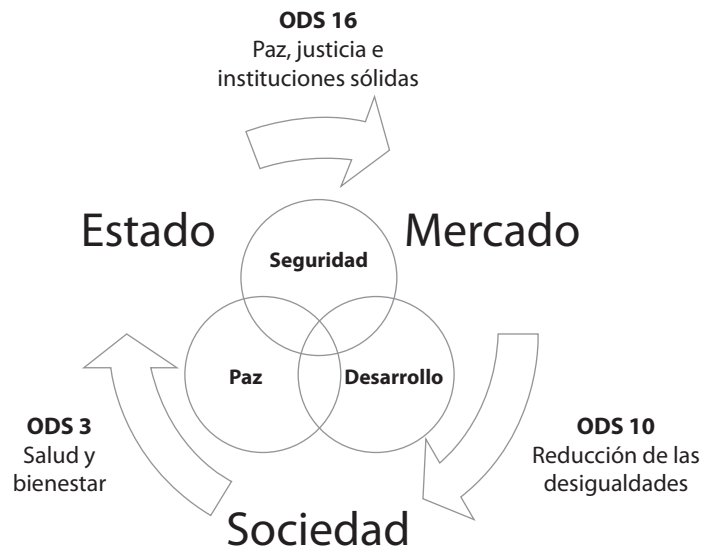 ODS 16
Paz, justicia e
instituciones sólidas
Estado
Mercado
Seguridad
Paz
Desarrollo
ODS 3
Salud y
bienestar
ODS 10
Reducción de las
desigualdades
Sociedad